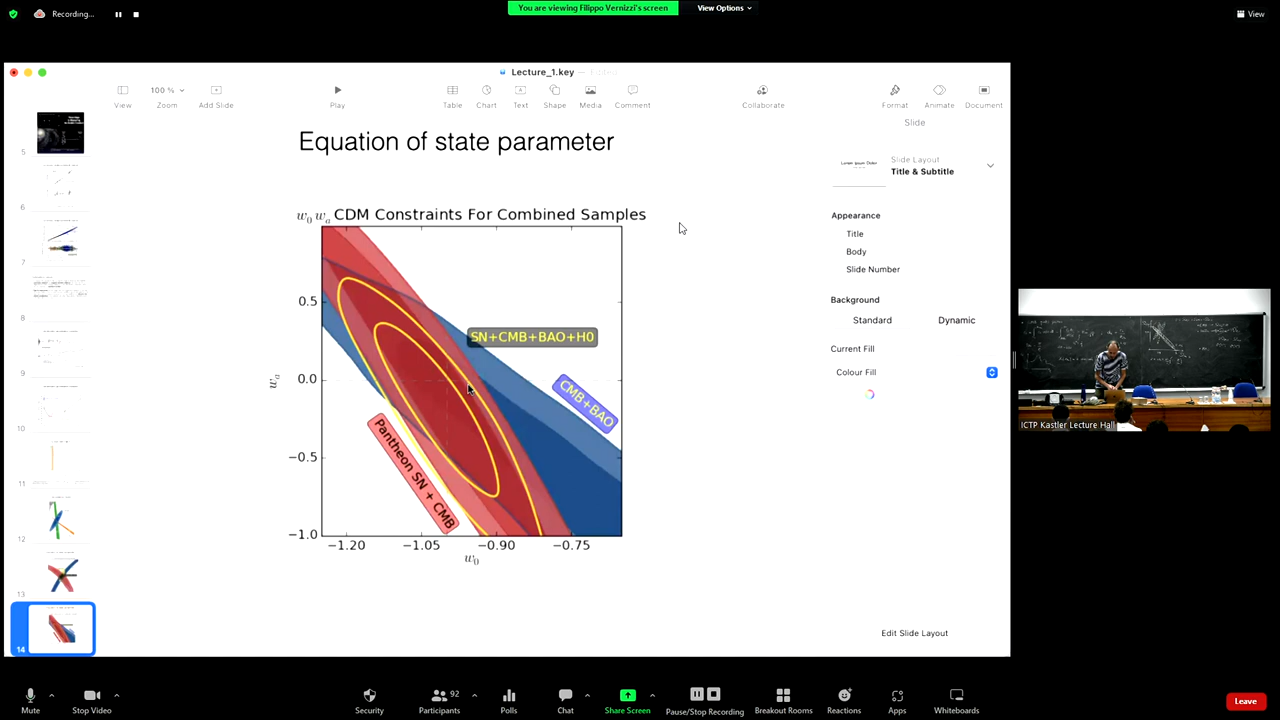 Recording...
You are viewing Filippo Vernizzi's screen
View Options
View
Lecture_1.key
100 %
View
Zoom
Add Slide
Play
Table
Chart
Text
Shape
Media
Comment
Collaborate
Format
Animate
Document
Slide
Slide Layout
Title & Subtitle
Appearance
Title
Body
Slide Number
Background
Standard
Dynamic
Current Fill
Colour Fill
Edit Slide Layout
5
6
7
8
9
10
11
12
13
14
Equation of state parameter
w0 wa CDM Constraints For Combined Samples
SN+CMB+BAO+H0
CMB+BAO
Pantheon SN + CMB
wa
0.5
0.0
−0.5
−1.0
−1.20
−1.05
−0.90
−0.75
w0
ICTP Kastler Lecture Hall
Mute
Stop Video
Security
92
Participants
Polls
Chat
Share Screen
Pause/Stop Recording
Breakout Rooms
Reactions
Apps
Whiteboards
Leave